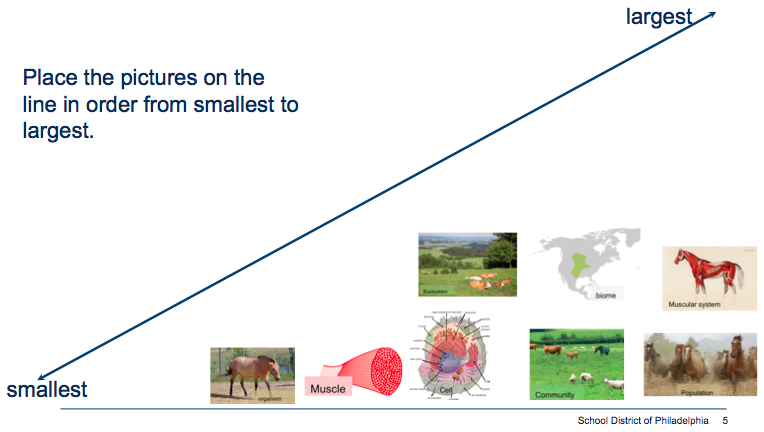 largest
Place the pictures on the
line in order from smallest to
largest.
Ecosystem
biome
Muscular system
organism
Muscle
Cell
Community
Population
smallest
School District of Philadelphia 5